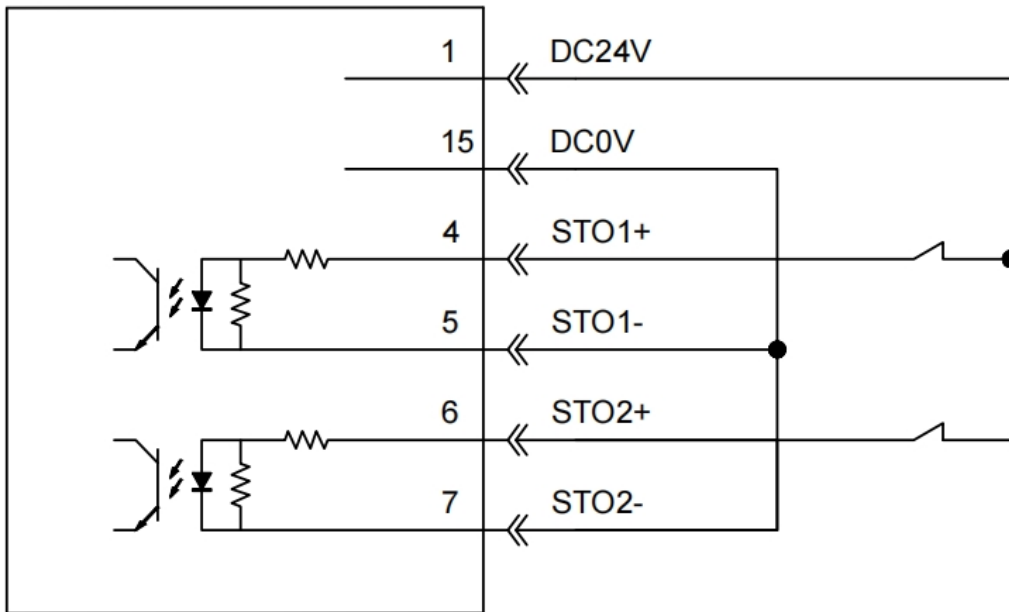 1 DC24V
15 DC0V
4 STO1+
5 STO1-
6 STO2+
7 STO2-